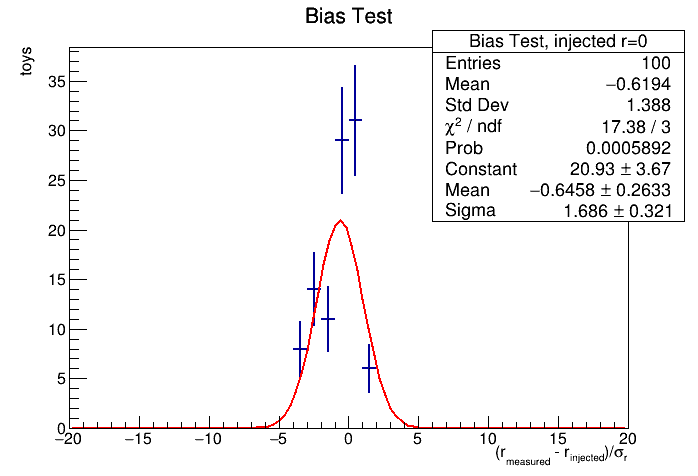 Bias Test
toys
Bias Test, injected r=0
Entries 100
Mean −0.6194
Std Dev 1.388
χ² / ndf 17.38 / 3
Prob 0.0005892
Constant 20.93 ± 3.67
Mean −0.6458 ± 0.2633
Sigma 1.686 ± 0.321
35
30
25
20
15
10
5
0
−20 −15 −10 −5 0 5 10 15 20
(r_measured - r_injected)/σ_r